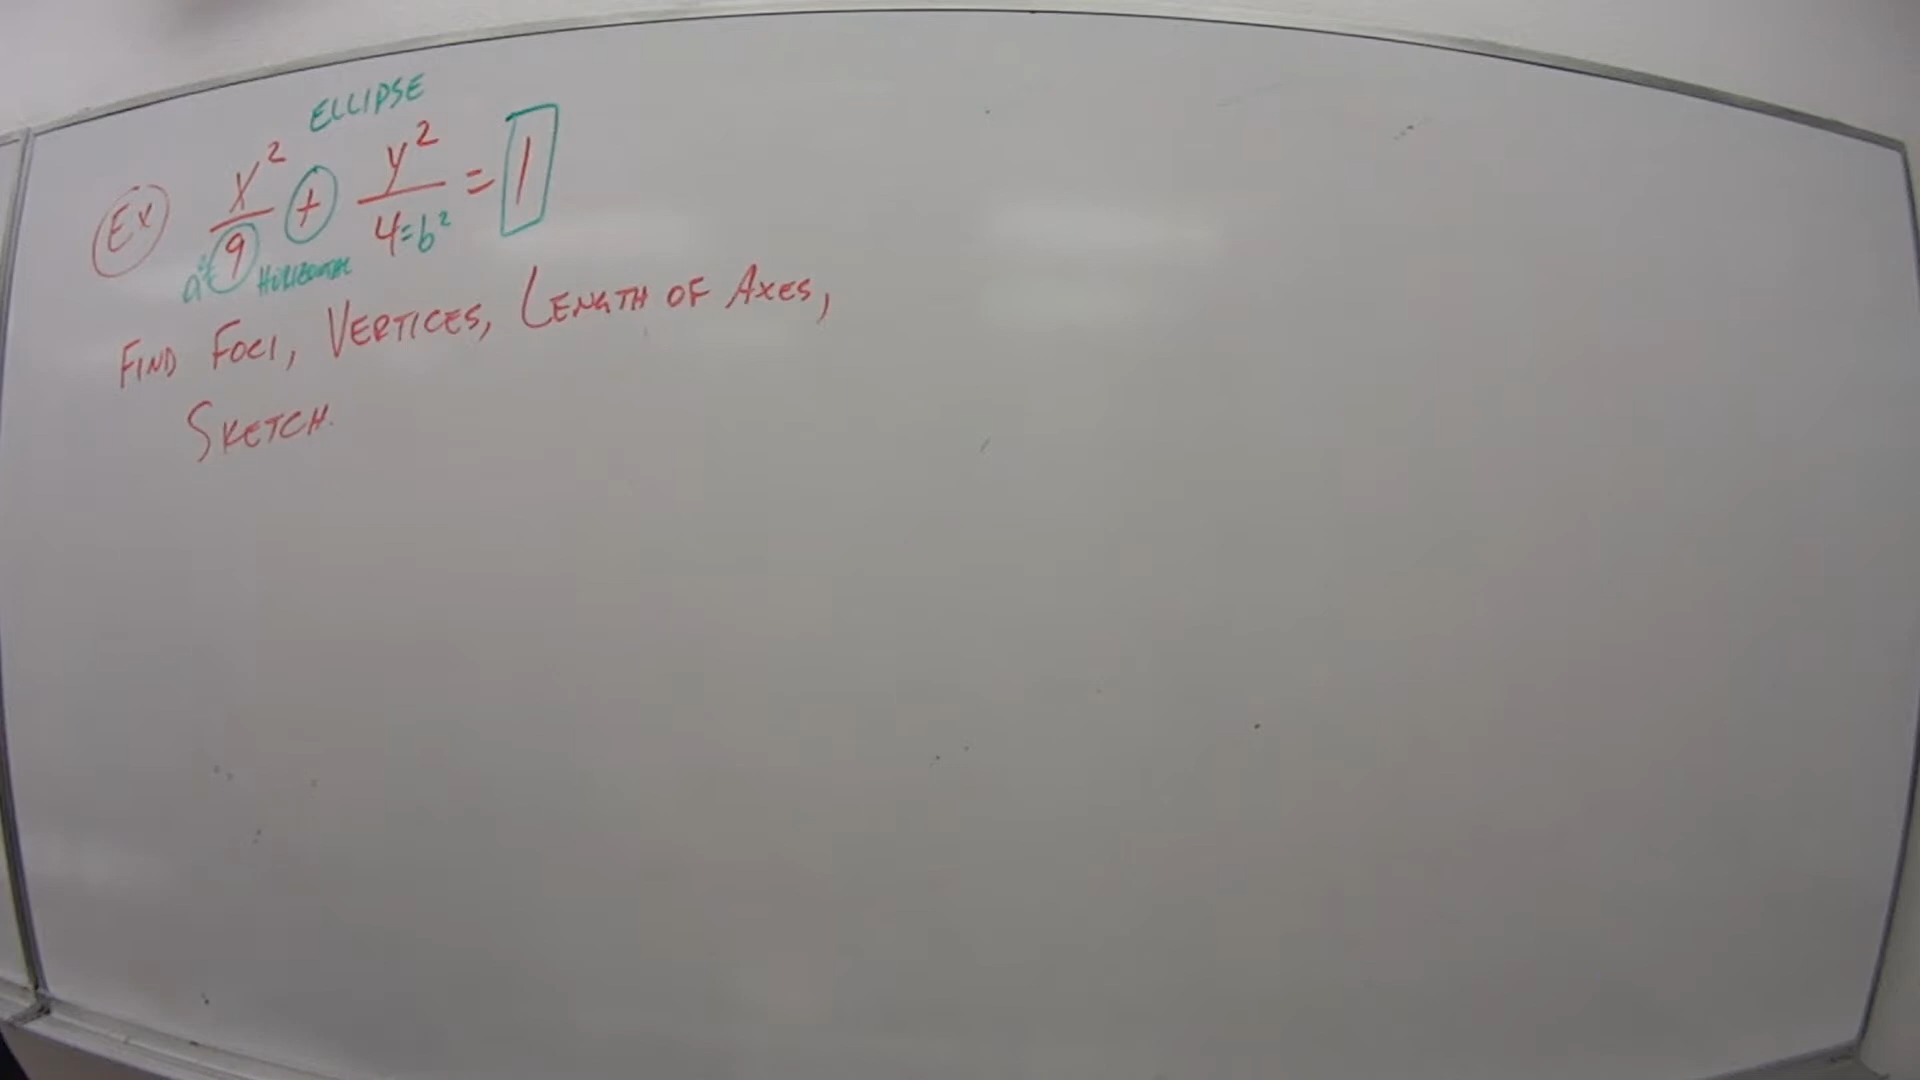 ELLIPSE
Ex x²/9 + y²/4=b² = 1
a²= HORIZONTAL
FIND FOCI, VERTICES, LENGTH OF AXES,
SKETCH.